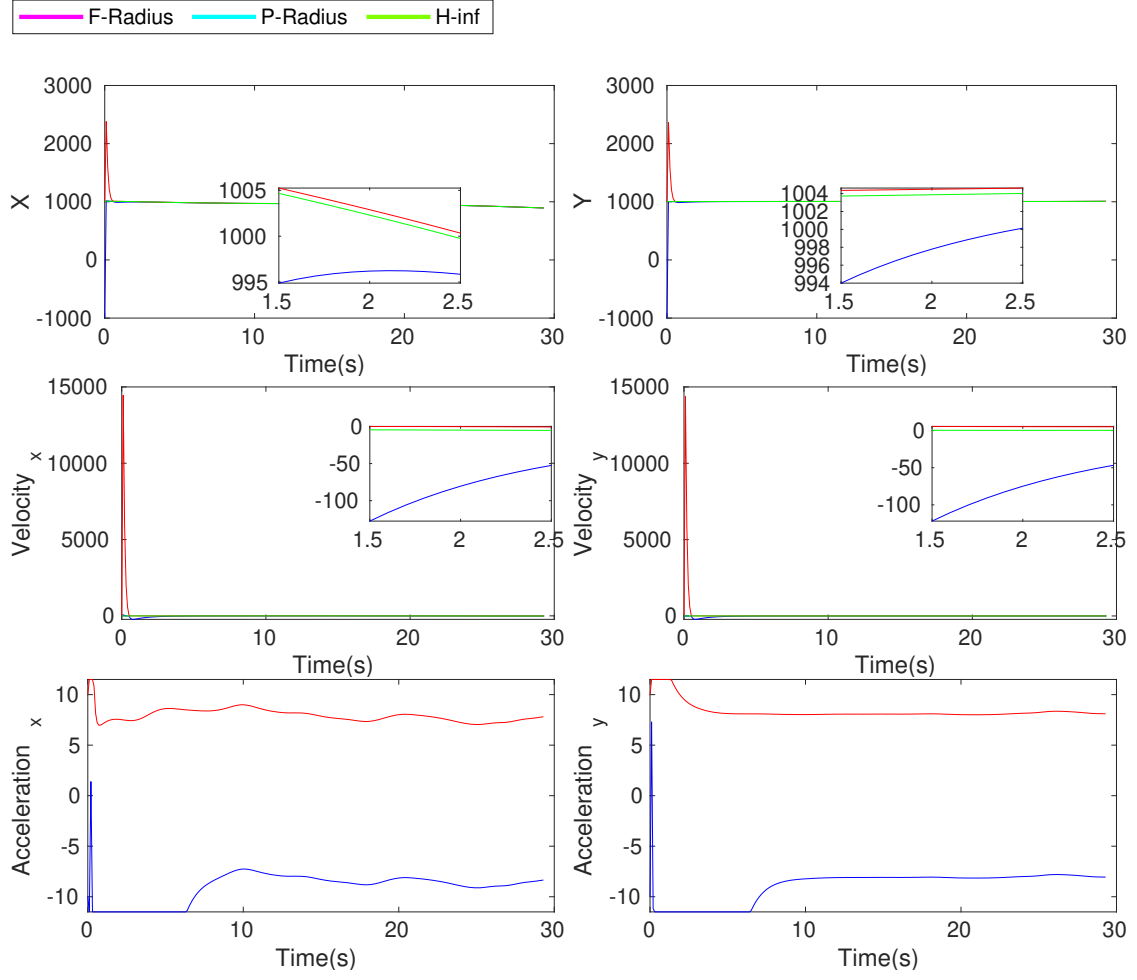 F-Radius P-Radius H-inf
3000
2000
1000
0
-1000
X
1005
1000
995
1.5 2 2.5
0 10 20 30
Time(s)
3000
2000
1000
0
-1000
Y
1004
1002
1000
998
996
994
1.5 2 2.5
0 10 20 30
Time(s)
15000
10000
5000
0
Velocity x
0
-50
-100
1.5 2 2.5
0 10 20 30
Time(s)
15000
10000
5000
0
Velocity y
0
-50
-100
1.5 2 2.5
0 10 20 30
Time(s)
10
5
0
-5
-10
Acceleration x
0 10 20 30
Time(s)
10
5
0
-5
-10
Acceleration y
0 10 20 30
Time(s)